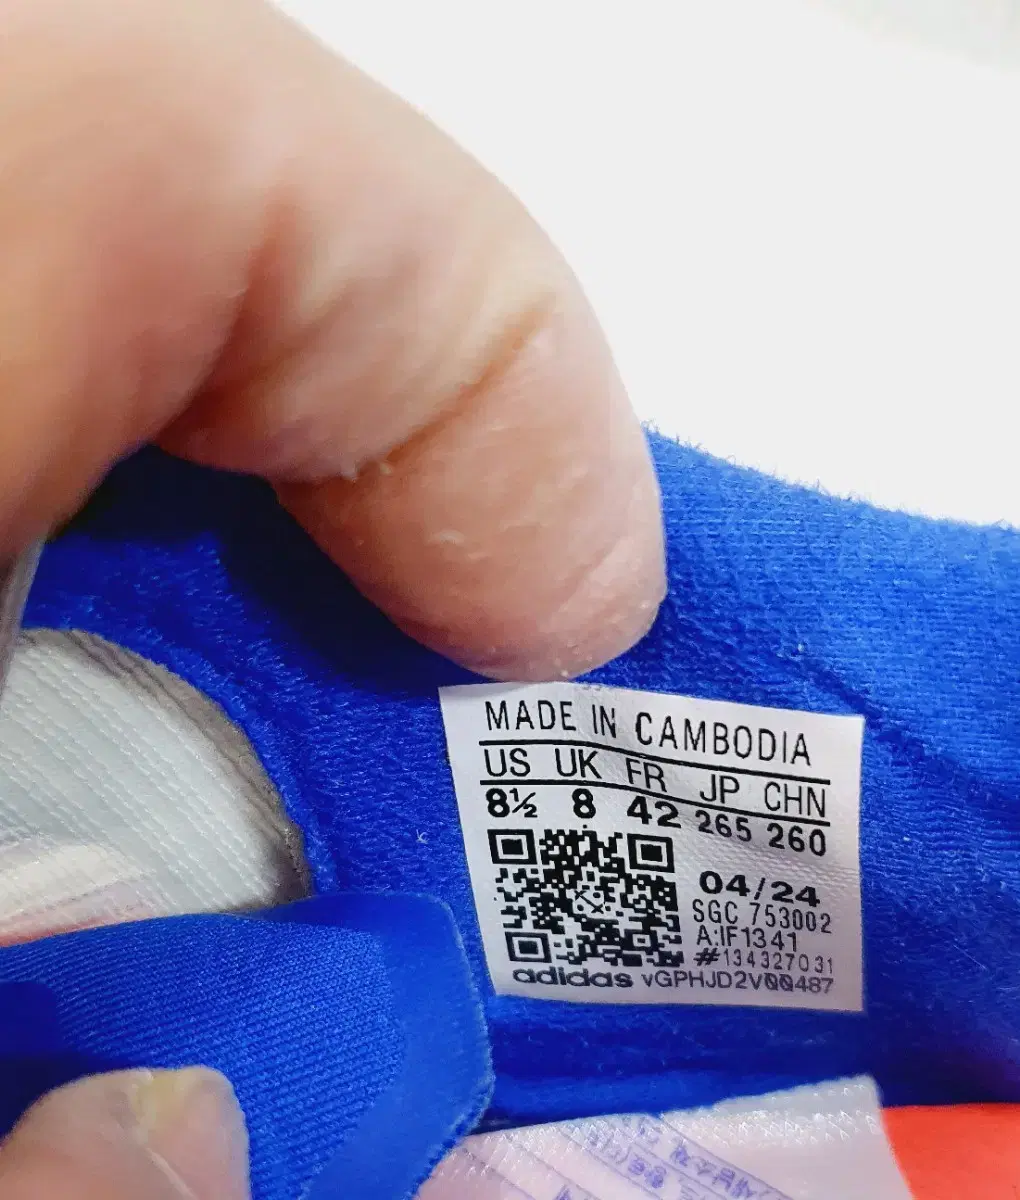 MADE IN CAMBODIA
US UK FR JP CHN
8½ 8 42 265 260
04/24
SGC 753002
A:IF1341
#134327031
adidas vGPHJD2V00487